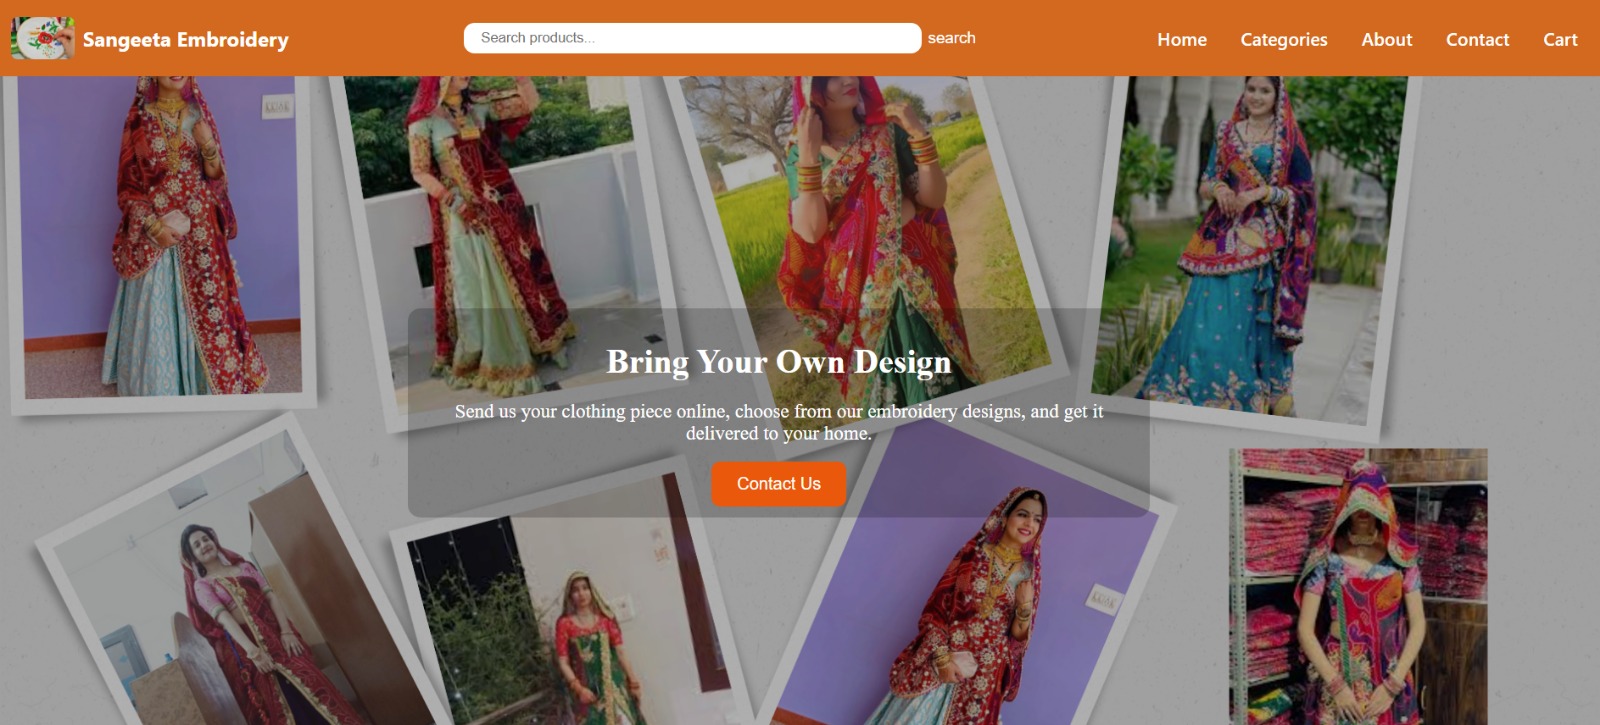 Sangeeta Embroidery
Search products...
search
Home
Categories
About
Contact
Cart
Bring Your Own Design
Send us your clothing piece online, choose from our embroidery designs, and get it
delivered to your home.
Contact Us